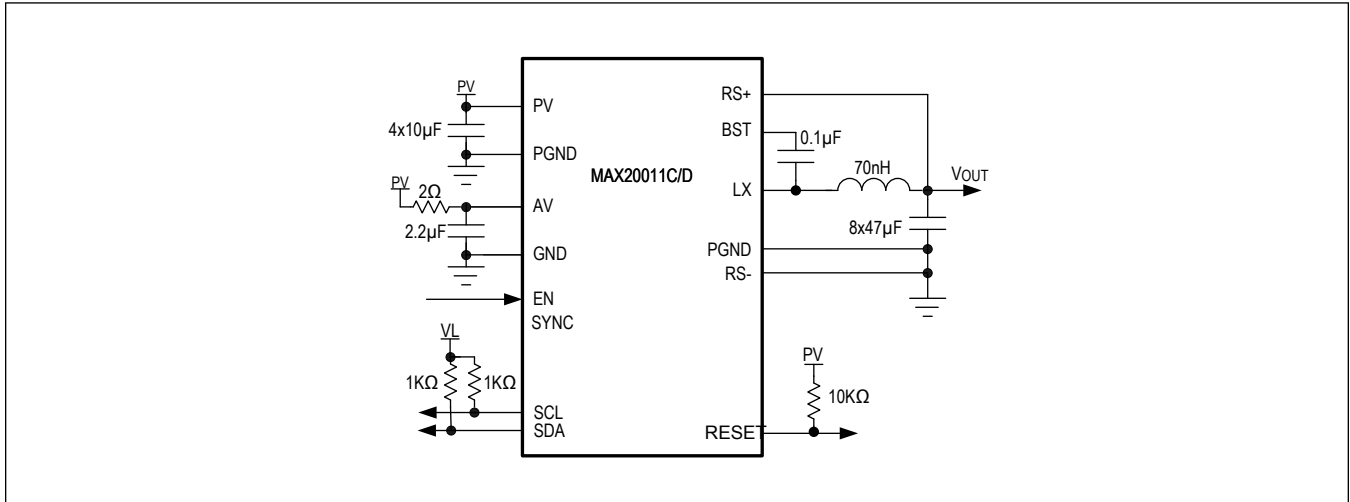 PV
PV
4x10µF
PGND
PV
2Ω
AV
2.2µF
GND
EN
SYNC
VL
1KΩ
1KΩ
SCL
SDA
MAX20011C/D
RS+
BST
0.1µF
70nH
LX
VOUT
8x47µF
PGND
RS-
PV
10KΩ
RESET